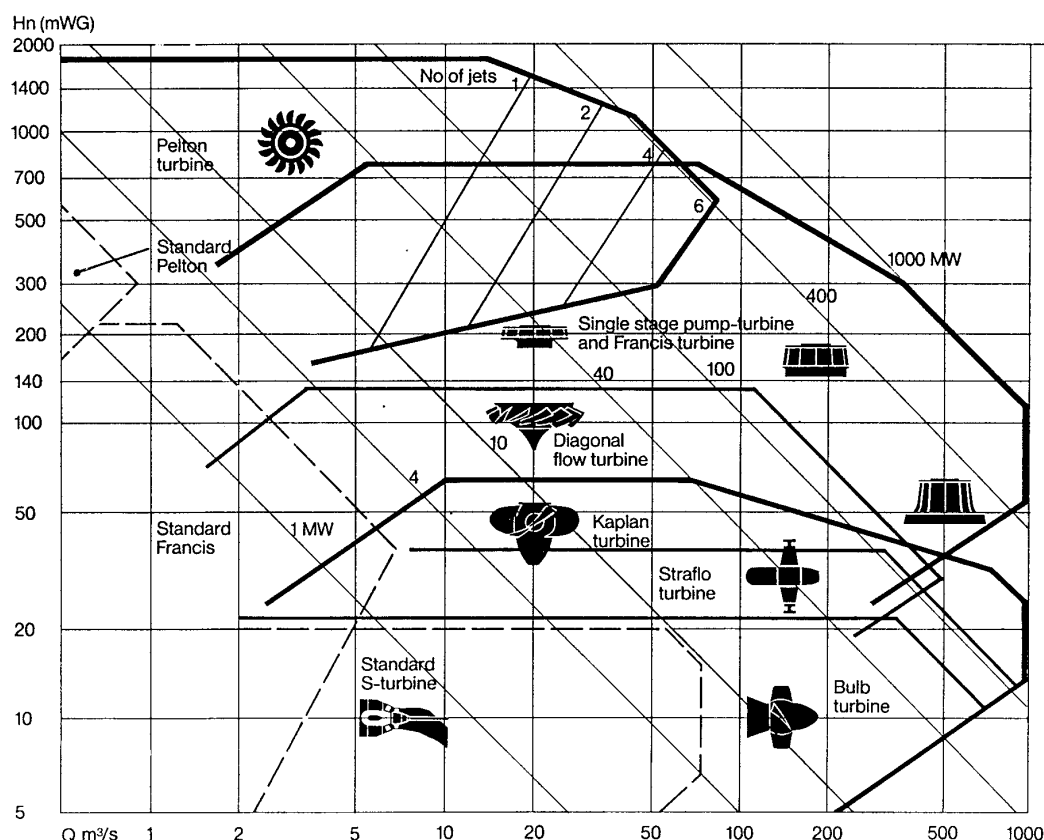 Hn (mWG)
2000
1400
1000
700
500
300
200
140
100
50
20
10
5
No of jets
1
2
4
6
Pelton
turbine
Standard
Pelton
1000 MW
400
Single stage pump-turbine
and Francis turbine
40
100
10
Diagonal
flow turbine
4
Standard
Francis
1 MW
Kaplan
turbine
Straflo
turbine
Standard
S-turbine
Bulb
turbine
Q m³/s
1
2
5
10
20
50
100
200
500
1000